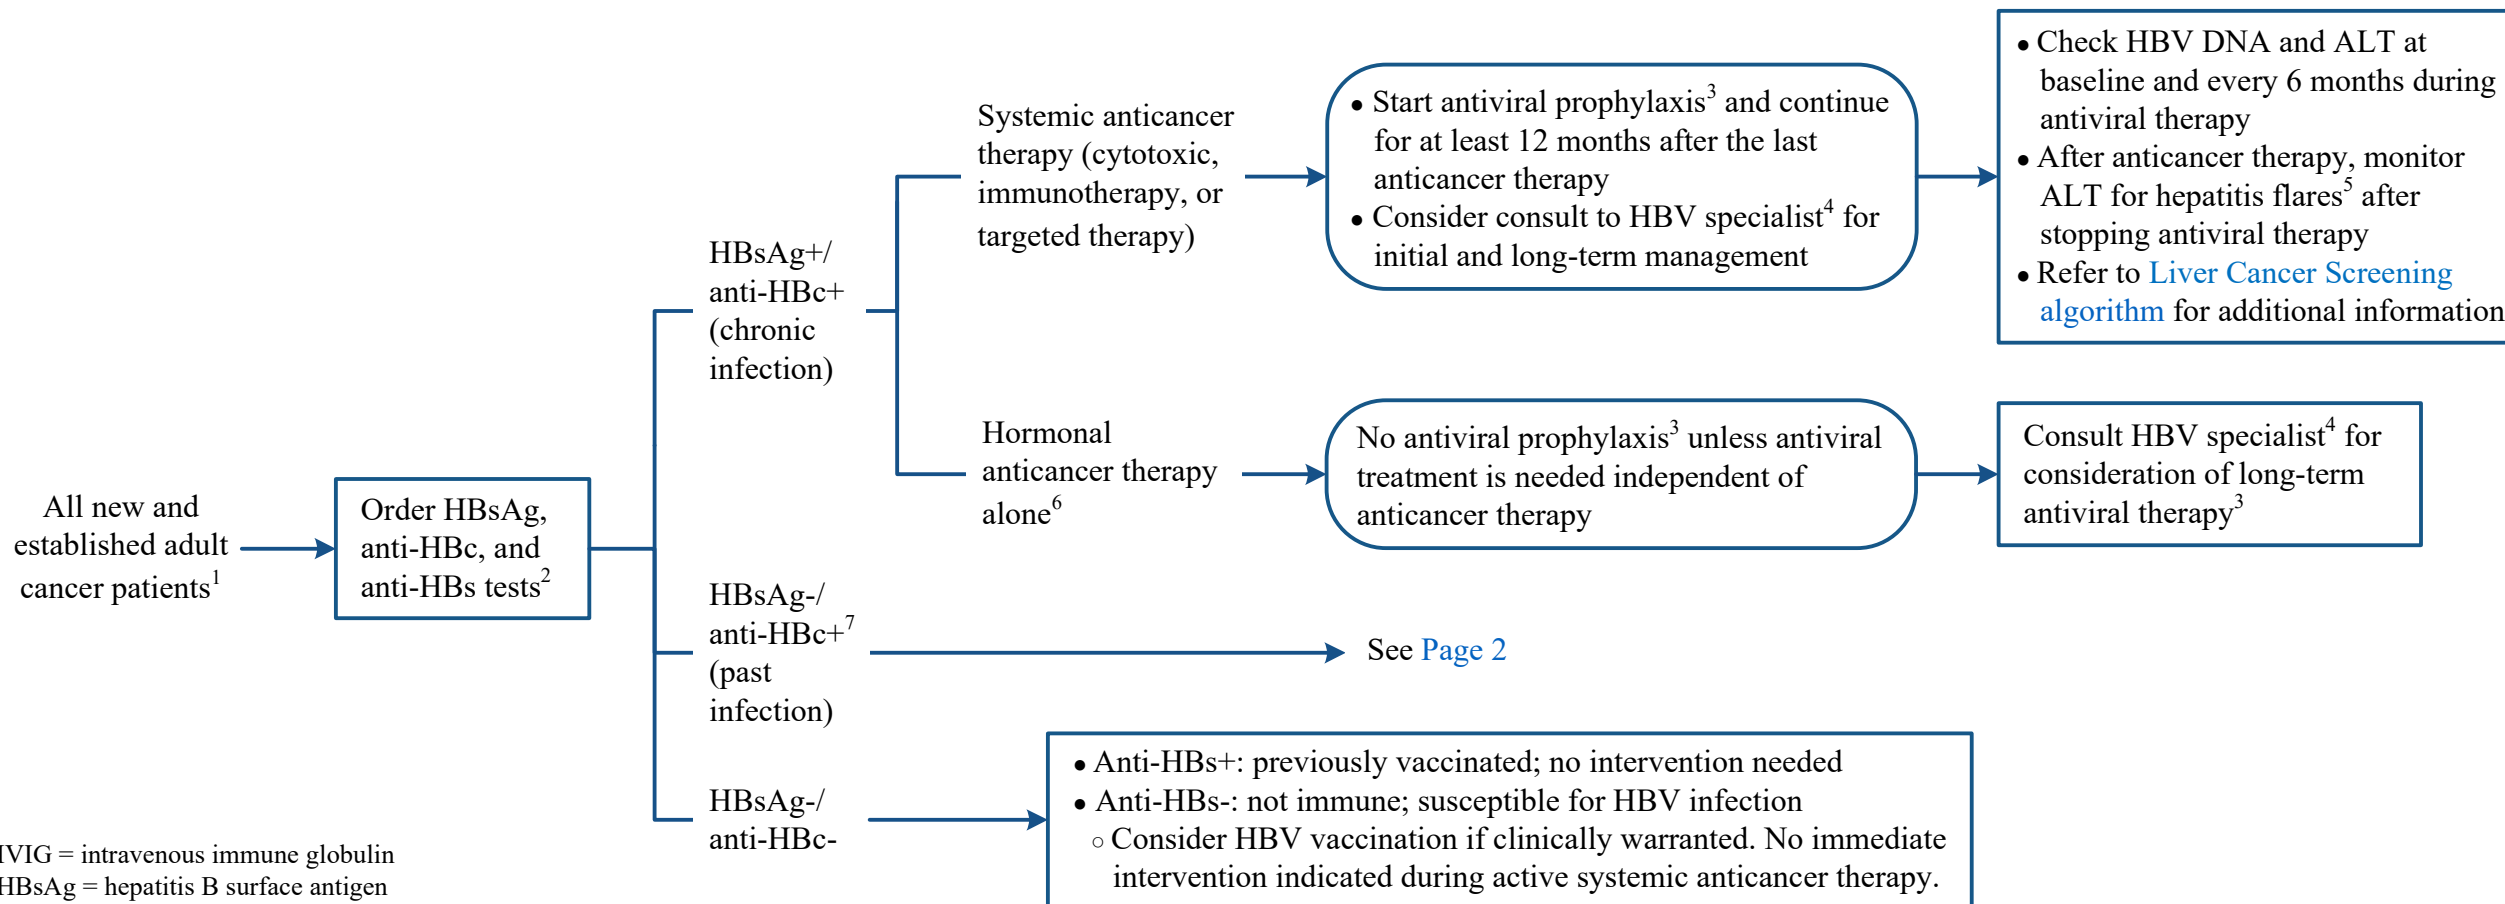 All new and
established adult
cancer patients¹
Order HBsAg,
anti-HBc, and
anti-HBs tests²
HBsAg+/
anti-HBc+
(chronic
infection)
Systemic anticancer
therapy (cytotoxic,
immunotherapy, or
targeted therapy)
● Start antiviral prophylaxis³ and continue
for at least 12 months after the last
anticancer therapy
● Consider consult to HBV specialist⁴ for
initial and long-term management
● Check HBV DNA and ALT at
baseline and every 6 months during
antiviral therapy
● After anticancer therapy, monitor
ALT for hepatitis flares⁵ after
stopping antiviral therapy
● Refer to Liver Cancer Screening
algorithm for additional information
Hormonal
anticancer therapy
alone⁶
No antiviral prophylaxis³ unless antiviral
treatment is needed independent of
anticancer therapy
Consult HBV specialist⁴ for
consideration of long-term
antiviral therapy³
HBsAg-/
anti-HBc+⁷
(past
infection)
See Page 2
HBsAg-/
anti-HBc-
● Anti-HBs+: previously vaccinated; no intervention needed
● Anti-HBs-: not immune; susceptible for HBV infection
○ Consider HBV vaccination if clinically warranted. No immediate
intervention indicated during active systemic anticancer therapy.
IVIG = intravenous immune globulin
HBsAg = hepatitis B surface antigen